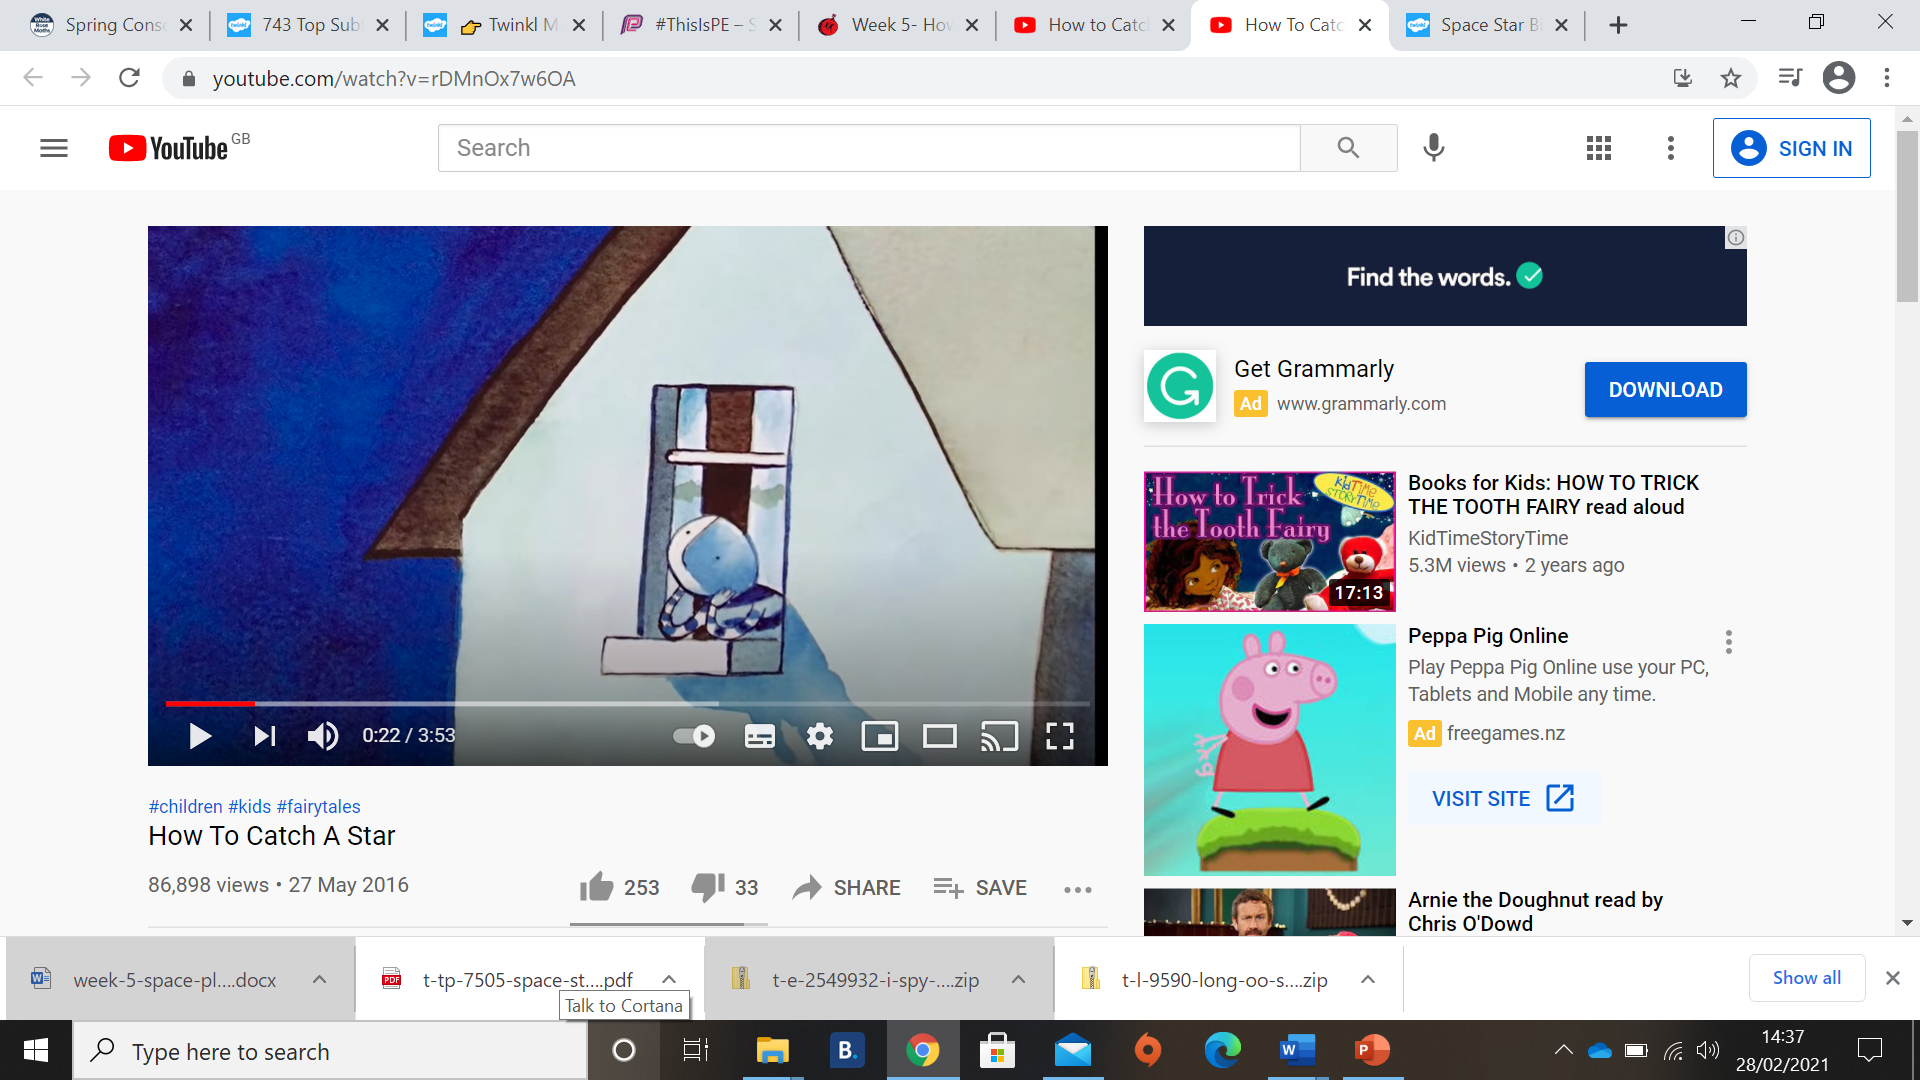 Spring Consc
743 Top Sub
Twinkl M
#ThisIsPE – S
Week 5- How
How to Catc
How To Catc
Space Star Bi
youtube.com/watch?v=rDMnOx7w6OA
YouTube GB
Search
SIGN IN
Find the words.
Get Grammarly
Ad www.grammarly.com
DOWNLOAD
How to Trick
the Tooth Fairy
KidTime
StoryTime
17:13
Books for Kids: HOW TO TRICK
THE TOOTH FAIRY read aloud
KidTimeStoryTime
5.3M views • 2 years ago
Peppa Pig Online
Play Peppa Pig Online use your PC,
Tablets and Mobile any time.
Ad freegames.nz
VISIT SITE
Arnie the Doughnut read by
Chris O'Dowd
0:22 / 3:53
#children #kids #fairytales
How To Catch A Star
86,898 views • 27 May 2016
253
33
SHARE
SAVE
week-5-space-pl....docx
PDF
t-tp-7505-space-st....pdf
t-e-2549932-i-spy-....zip
t-l-9590-long-oo-s....zip
Show all
Talk to Cortana
Type here to search
B.
W
P
14:37
28/02/2021